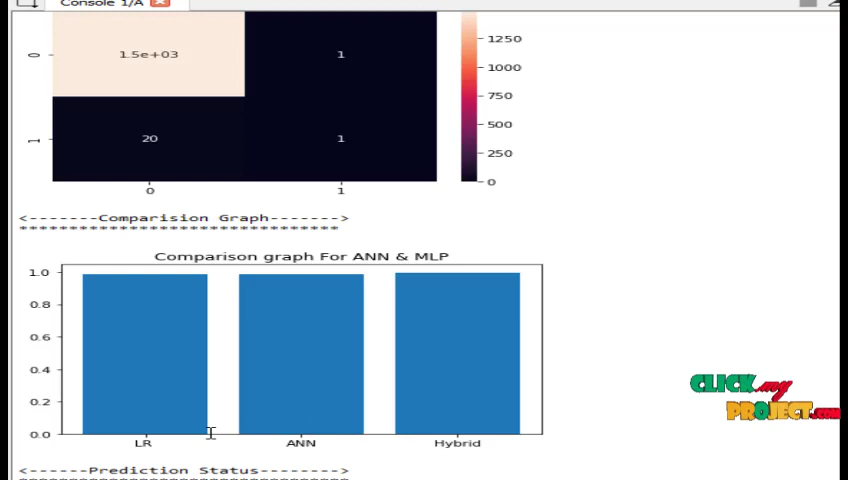 Console 1/A
0
1.5e+03
1
1
20
1
0
1
1250
1000
750
500
250
0
<-------Comparision Graph------->
********************************
Comparison graph For ANN & MLP
1.0
0.8
0.6
0.4
0.2
0.0
LR
ANN
Hybrid
<-------Prediction Status-------->
CLICK my
PROJECT.com